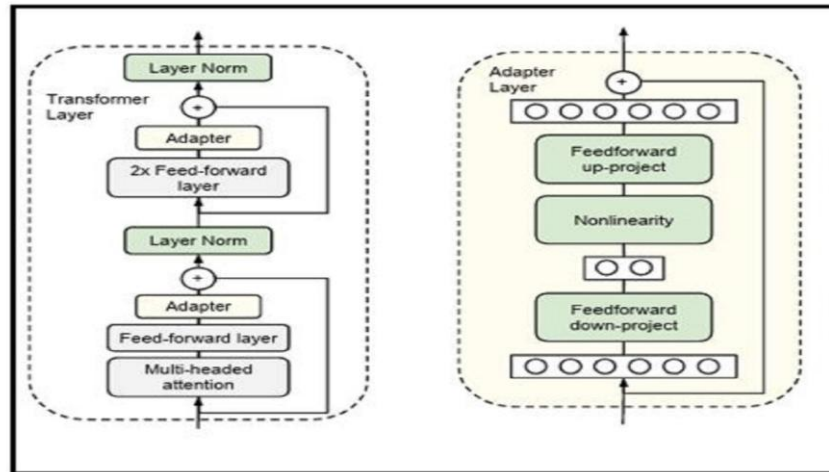 Layer Norm
Transformer
Layer
+
Adapter
2x Feed-forward
layer
Layer Norm
+
Adapter
Feed-forward layer
Multi-headed
attention
Adapter
Layer
+
Feedforward
up-project
Nonlinearity
Feedforward
down-project